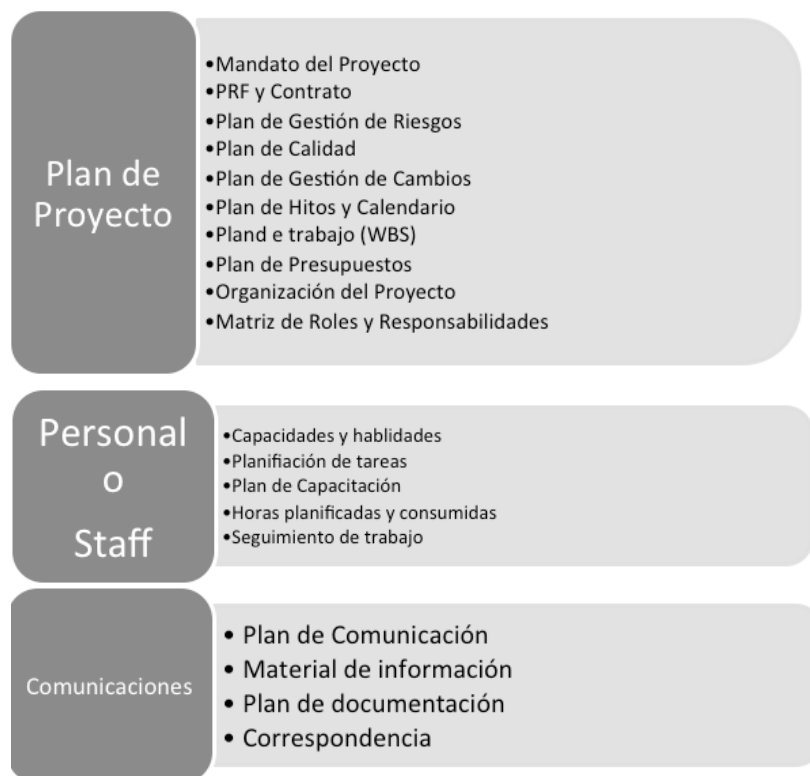 Plan de
Proyecto
•Mandato del Proyecto
•PRF y Contrato
•Plan de Gestión de Riesgos
•Plan de Calidad
•Plan de Gestión de Cambios
•Plan de Hitos y Calendario
•Pland e trabajo (WBS)
•Plan de Presupuestos
•Organización del Proyecto
•Matriz de Roles y Responsabilidades
Personal
o
Staff
•Capacidades y hablidades
•Planifiación de tareas
•Plan de Capacitación
•Horas planificadas y consumidas
•Seguimiento de trabajo
Comunicaciones
• Plan de Comunicación
• Material de información
• Plan de documentación
• Correspondencia